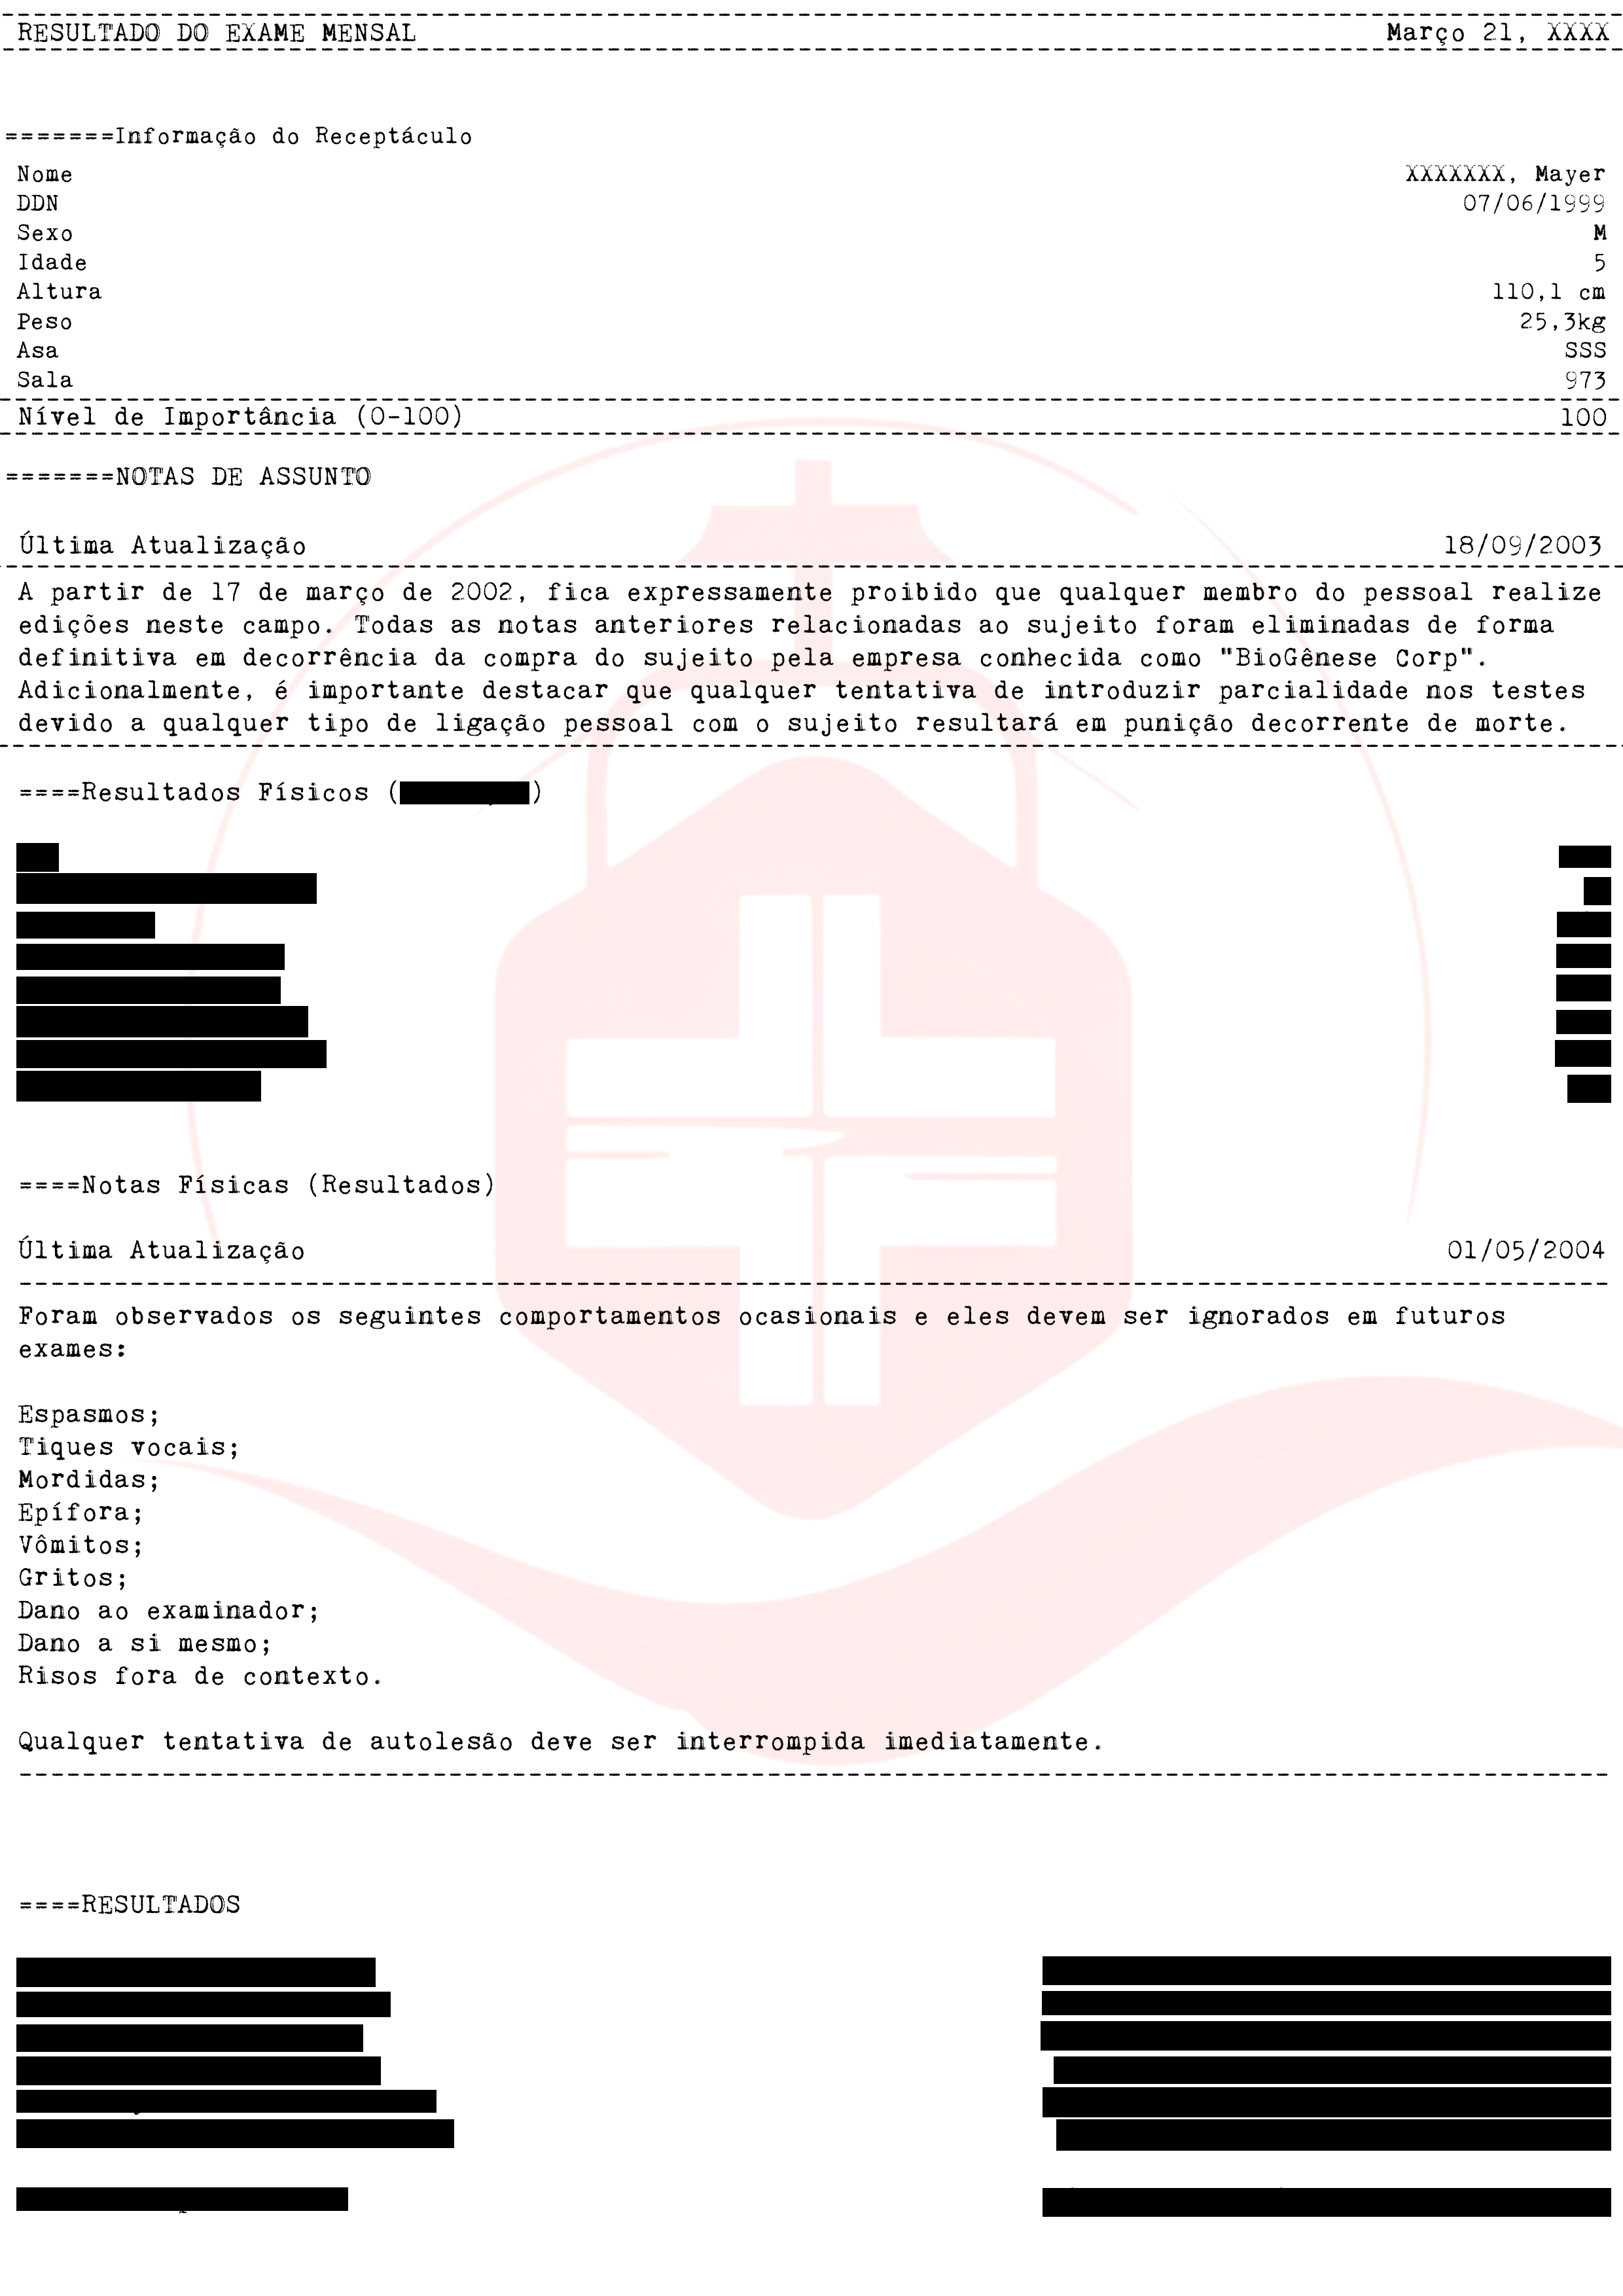 RESULTADO DO EXAME MENSAL Março 21, XXXX
=======Informação do Receptáculo
Nome XXXXXXX, Mayer
DDN 07/06/1999
Sexo M
Idade 5
Altura 110,1 cm
Peso 25,3kg
Asa SSS
Sala 973
Nível de Importância (0-100) 100
=======NOTAS DE ASSUNTO
Última Atualização 18/09/2003
A partir de 17 de março de 2002, fica expressamente proibido que qualquer membro do pessoal realize
edições neste campo. Todas as notas anteriores relacionadas ao sujeito foram eliminadas de forma
definitiva em decorrência da compra do sujeito pela empresa conhecida como "BioGênese Corp".
Adicionalmente, é importante destacar que qualquer tentativa de introduzir parcialidade nos testes
devido a qualquer tipo de ligação pessoal com o sujeito resultará em punição decorrente de morte.
====Resultados Físicos ( )
====Notas Físicas (Resultados)
Última Atualização 01/05/2004
Foram observados os seguintes comportamentos ocasionais e eles devem ser ignorados em futuros
exames:
Espasmos;
Tiques vocais;
Mordidas;
Epífora;
Vômitos;
Gritos;
Dano ao examinador;
Dano a si mesmo;
Risos fora de contexto.
Qualquer tentativa de autolesão deve ser interrompida imediatamente.
====RESULTADOS